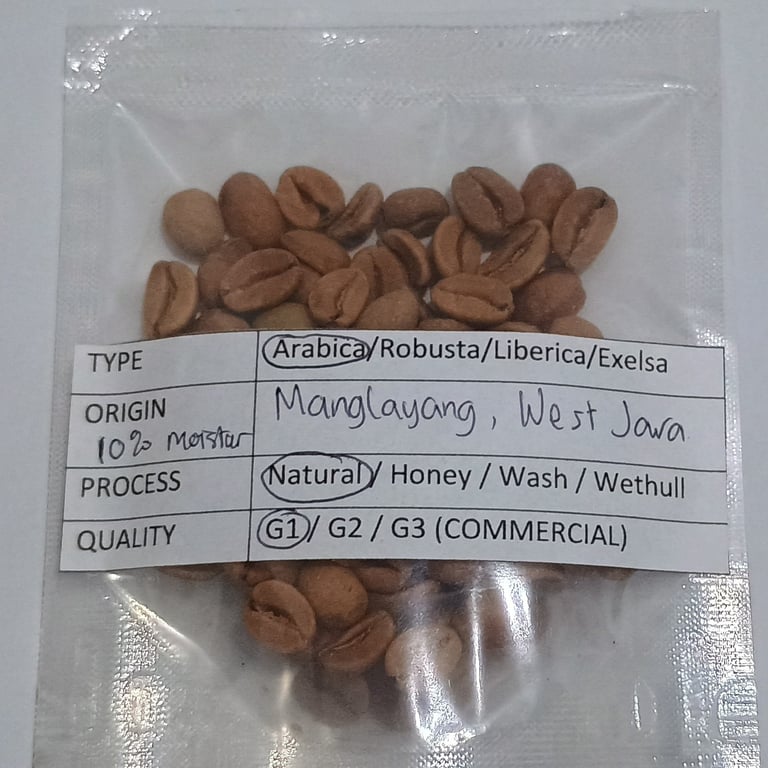 TYPE Arabica/Robusta/Liberica/Exelsa
ORIGIN Manglayang, West Java
10% Moistur
PROCESS Natural/ Honey / Wash / Wethull
QUALITY G1/ G2 / G3 (COMMERCIAL)